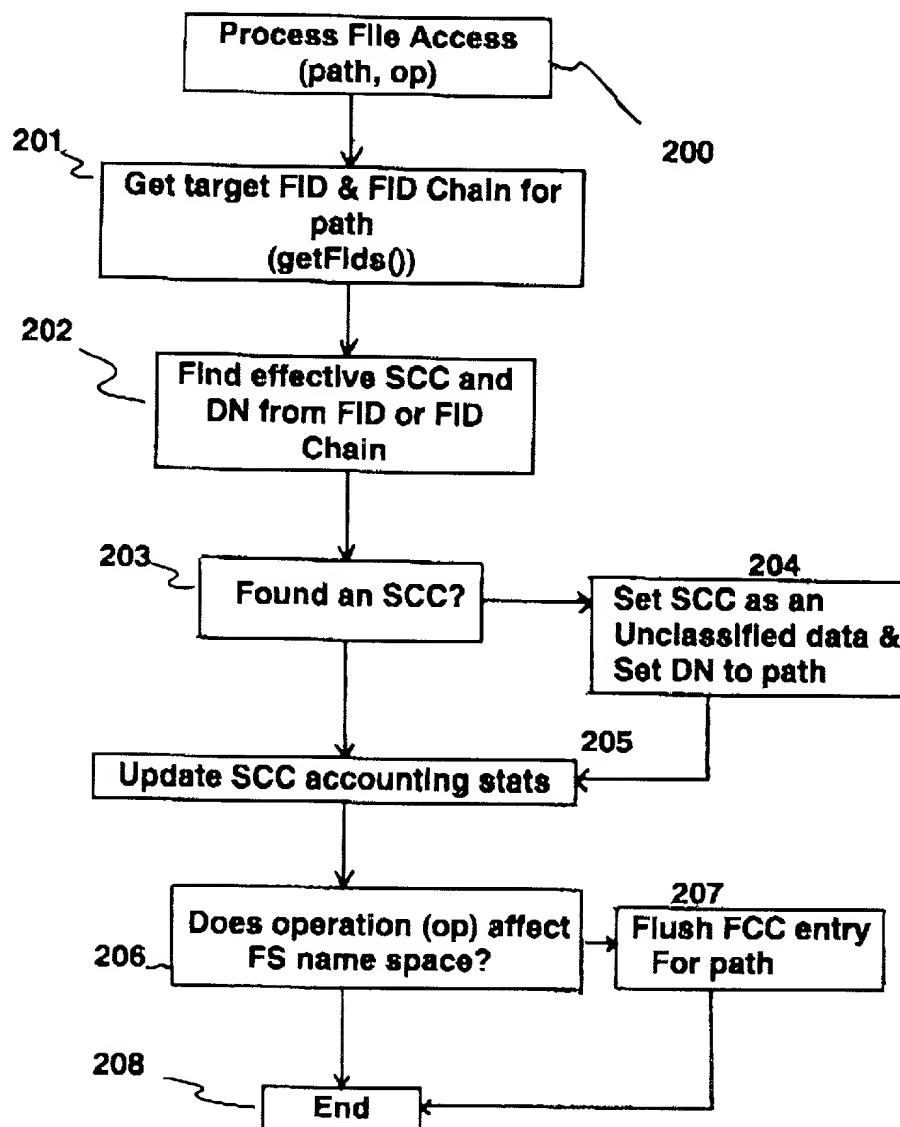 Process File Access
(path, op)
200
201
Get target FID & FID Chain for
path
(getFids())
202
Find effective SCC and
DN from FID or FID
Chain
203
Found an SCC?
204
Set SCC as an
Unclassified data &
Set DN to path
205
Update SCC accounting stats
Does operation (op) affect
FS name space?
206
207
Flush FCC entry
For path
208
End